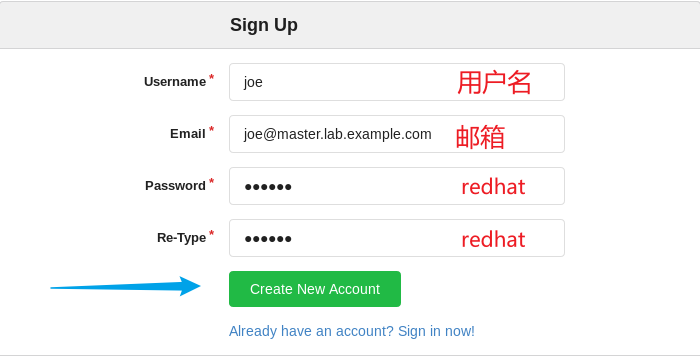 Sign Up
Username * joe 用户名
Email * joe@master.lab.example.com 邮箱
Password * •••••• redhat
Re-Type * •••••• redhat
Create New Account
Already have an account? Sign in now!